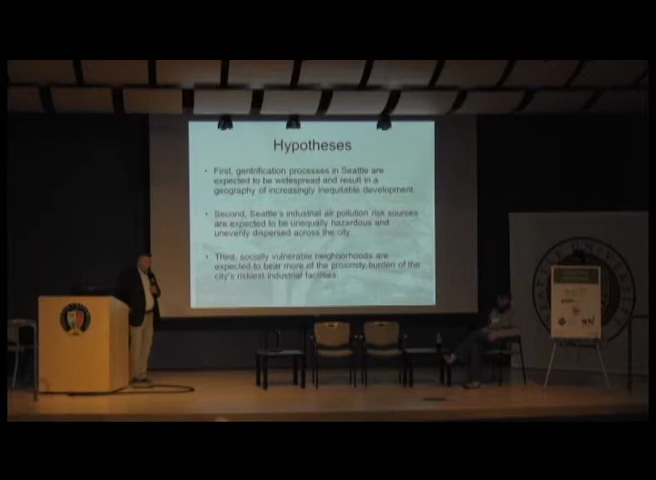 Hypotheses
• First, gentrification processes in Seattle are
expected to be widespread and result in a
geography of increasingly inequitable development.
• Second, Seattle's industrial air pollution risk sources
are expected to be unequally hazardous and
unevenly dispersed across the city.
• Third, socially vulnerable neighborhoods are
expected to bear more of the proximity burden of the
city's riskiest industrial facilities.
SEATTLE UNIVERSITY